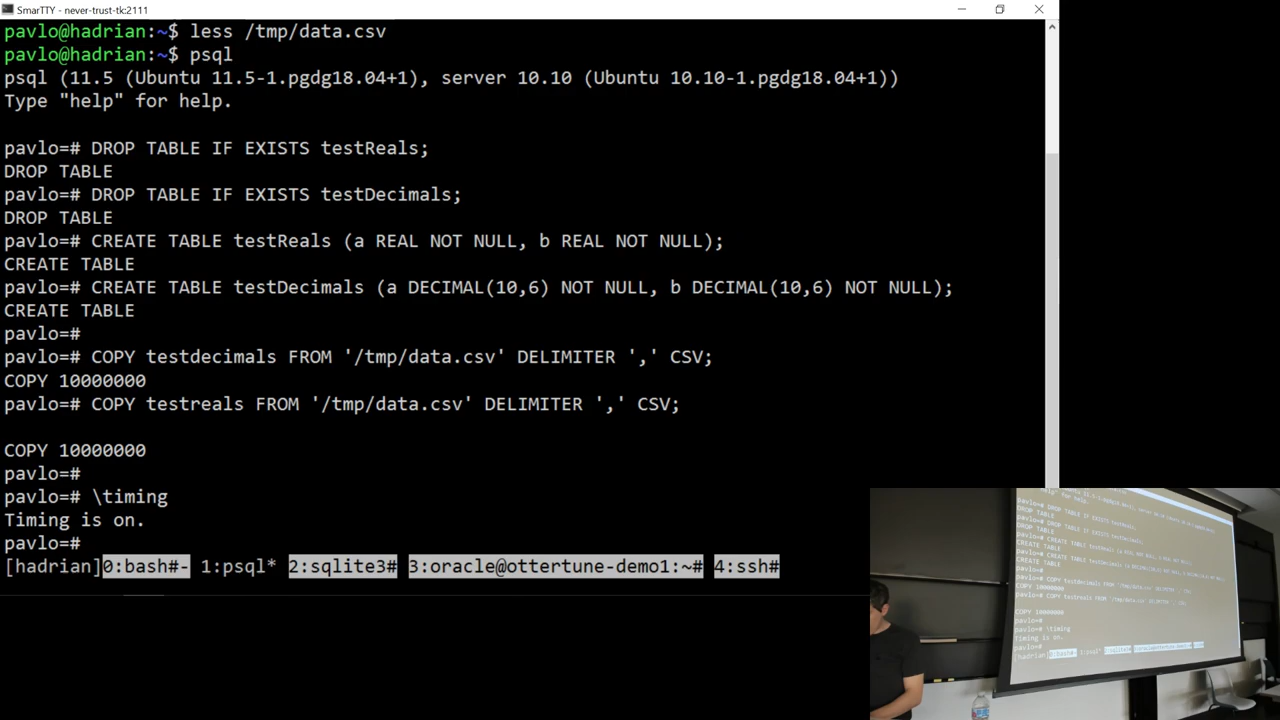 SmarTTY - never-trust-tk:2111
pavlo@hadrian:~$ less /tmp/data.csv
pavlo@hadrian:~$ psql
psql (11.5 (Ubuntu 11.5-1.pgdg18.04+1), server 10.10 (Ubuntu 10.10-1.pgdg18.04+1))
Type "help" for help.
pavlo=# DROP TABLE IF EXISTS testReals;
DROP TABLE
pavlo=# DROP TABLE IF EXISTS testDecimals;
DROP TABLE
pavlo=# CREATE TABLE testReals (a REAL NOT NULL, b REAL NOT NULL);
CREATE TABLE
pavlo=# CREATE TABLE testDecimals (a DECIMAL(10,6) NOT NULL, b DECIMAL(10,6) NOT NULL);
CREATE TABLE
pavlo=#
pavlo=# COPY testdecimals FROM '/tmp/data.csv' DELIMITER ',' CSV;
COPY 10000000
pavlo=# COPY testreals FROM '/tmp/data.csv' DELIMITER ',' CSV;
COPY 10000000
pavlo=#
pavlo=# \timing
Timing is on.
pavlo=#
[hadrian]0:bash#- 1:psql* 2:sqlite3# 3:oracle@ottertune-demo1:~# 4:ssh#